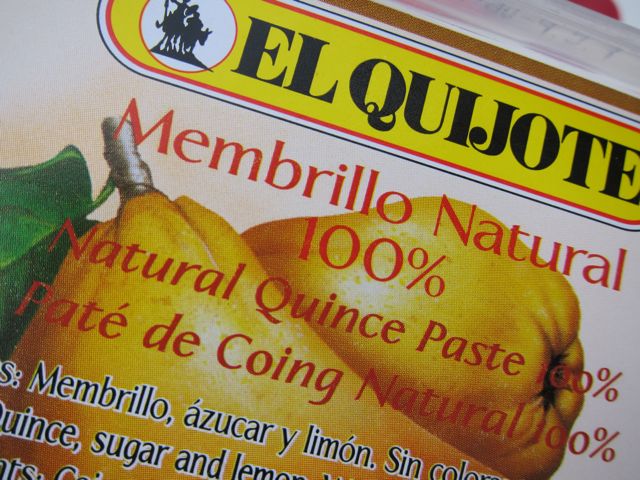 EL QUIJOTE
Membrillo Natural
100%
Natural Quince Paste 100%
Paté de Coing Natural 100%
s: Membrillo, ázucar y limón. Sin colora
Quince, sugar and lemon.